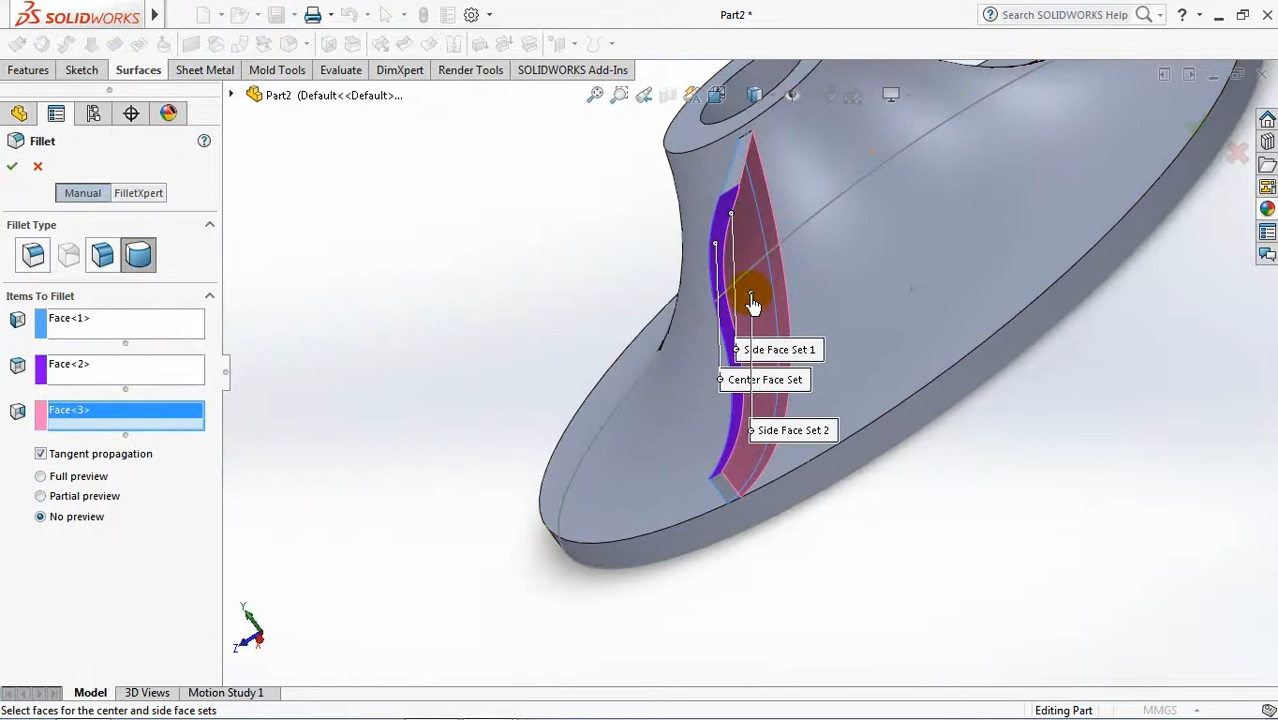 SOLIDWORKS
Part2 *
Search SOLIDWORKS Help
?
Features
Sketch
Surfaces
Sheet Metal
Mold Tools
Evaluate
DimXpert
Render Tools
SOLIDWORKS Add-Ins
Part2 (Default<<Default>...
Fillet
?
Manual
FilletXpert
Fillet Type
Items To Fillet
Face<1>
Face<2>
Face<3>
Tangent propagation
Full preview
Partial preview
No preview
Side Face Set 1
Center Face Set
Side Face Set 2
Y
Z
X
Model
3D Views
Motion Study 1
Select faces for the center and side face sets
Editing Part
MMGS